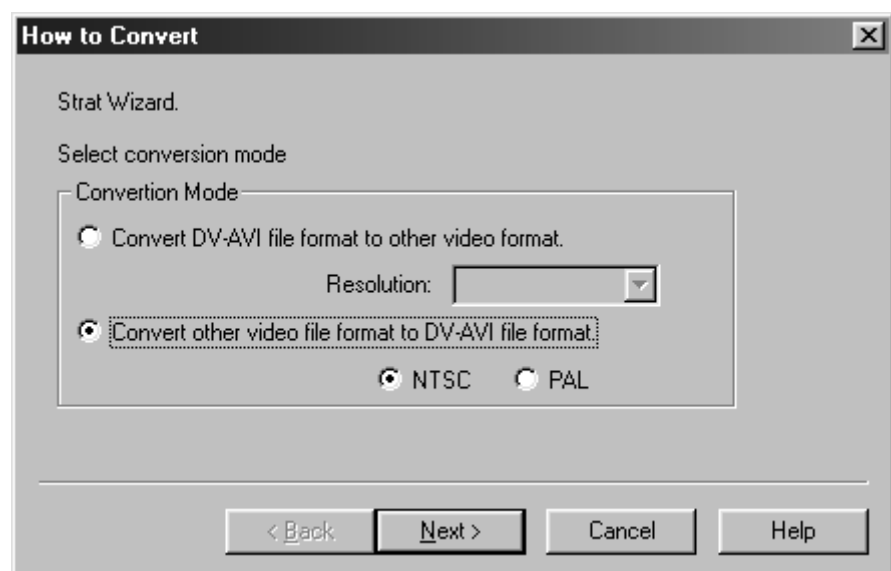 How to Convert
Strat Wizard.
Select conversion mode
Convertion Mode
Convert DV-AVI file format to other video format.
Resolution:
Convert other video file format to DV-AVI file format.
NTSC PAL
< Back Next > Cancel Help